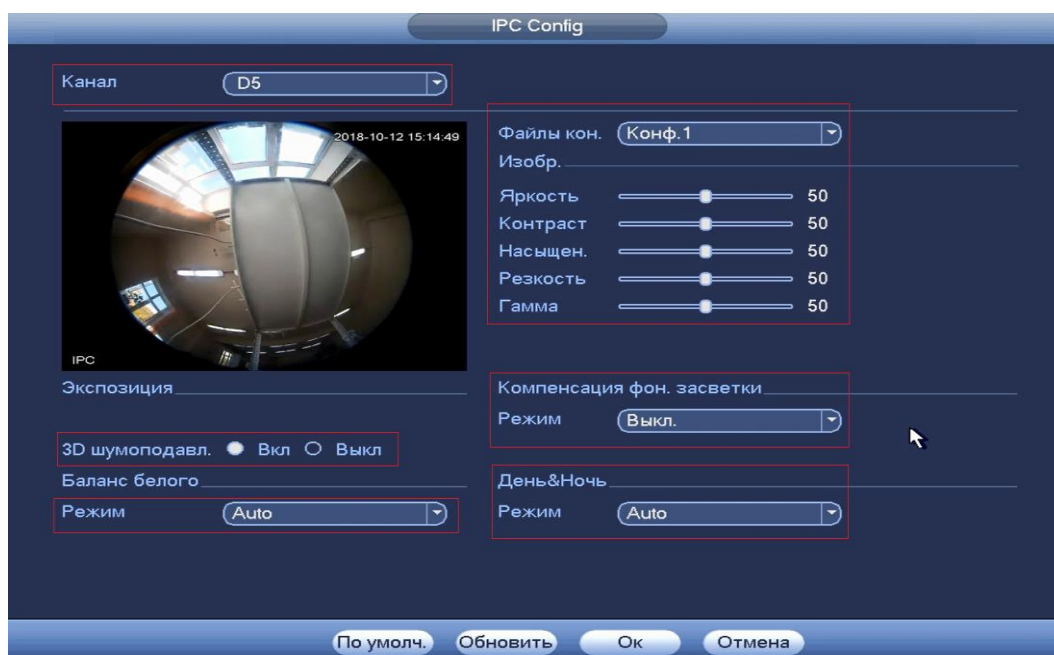 IPC Config
Канал D5
2018-10-12 15:14:49
IPC
Файлы кон. Конф.1
Изобр.
Яркость 50
Контраст 50
Насыщен. 50
Резкость 50
Гамма 50
Экспозиция
3D шумоподавл. Вкл Выкл
Баланс белого
Режим Auto
Компенсация фон. засветки
Режим Выкл.
День&Ночь
Режим Auto
По умолч. Обновить Ок Отмена